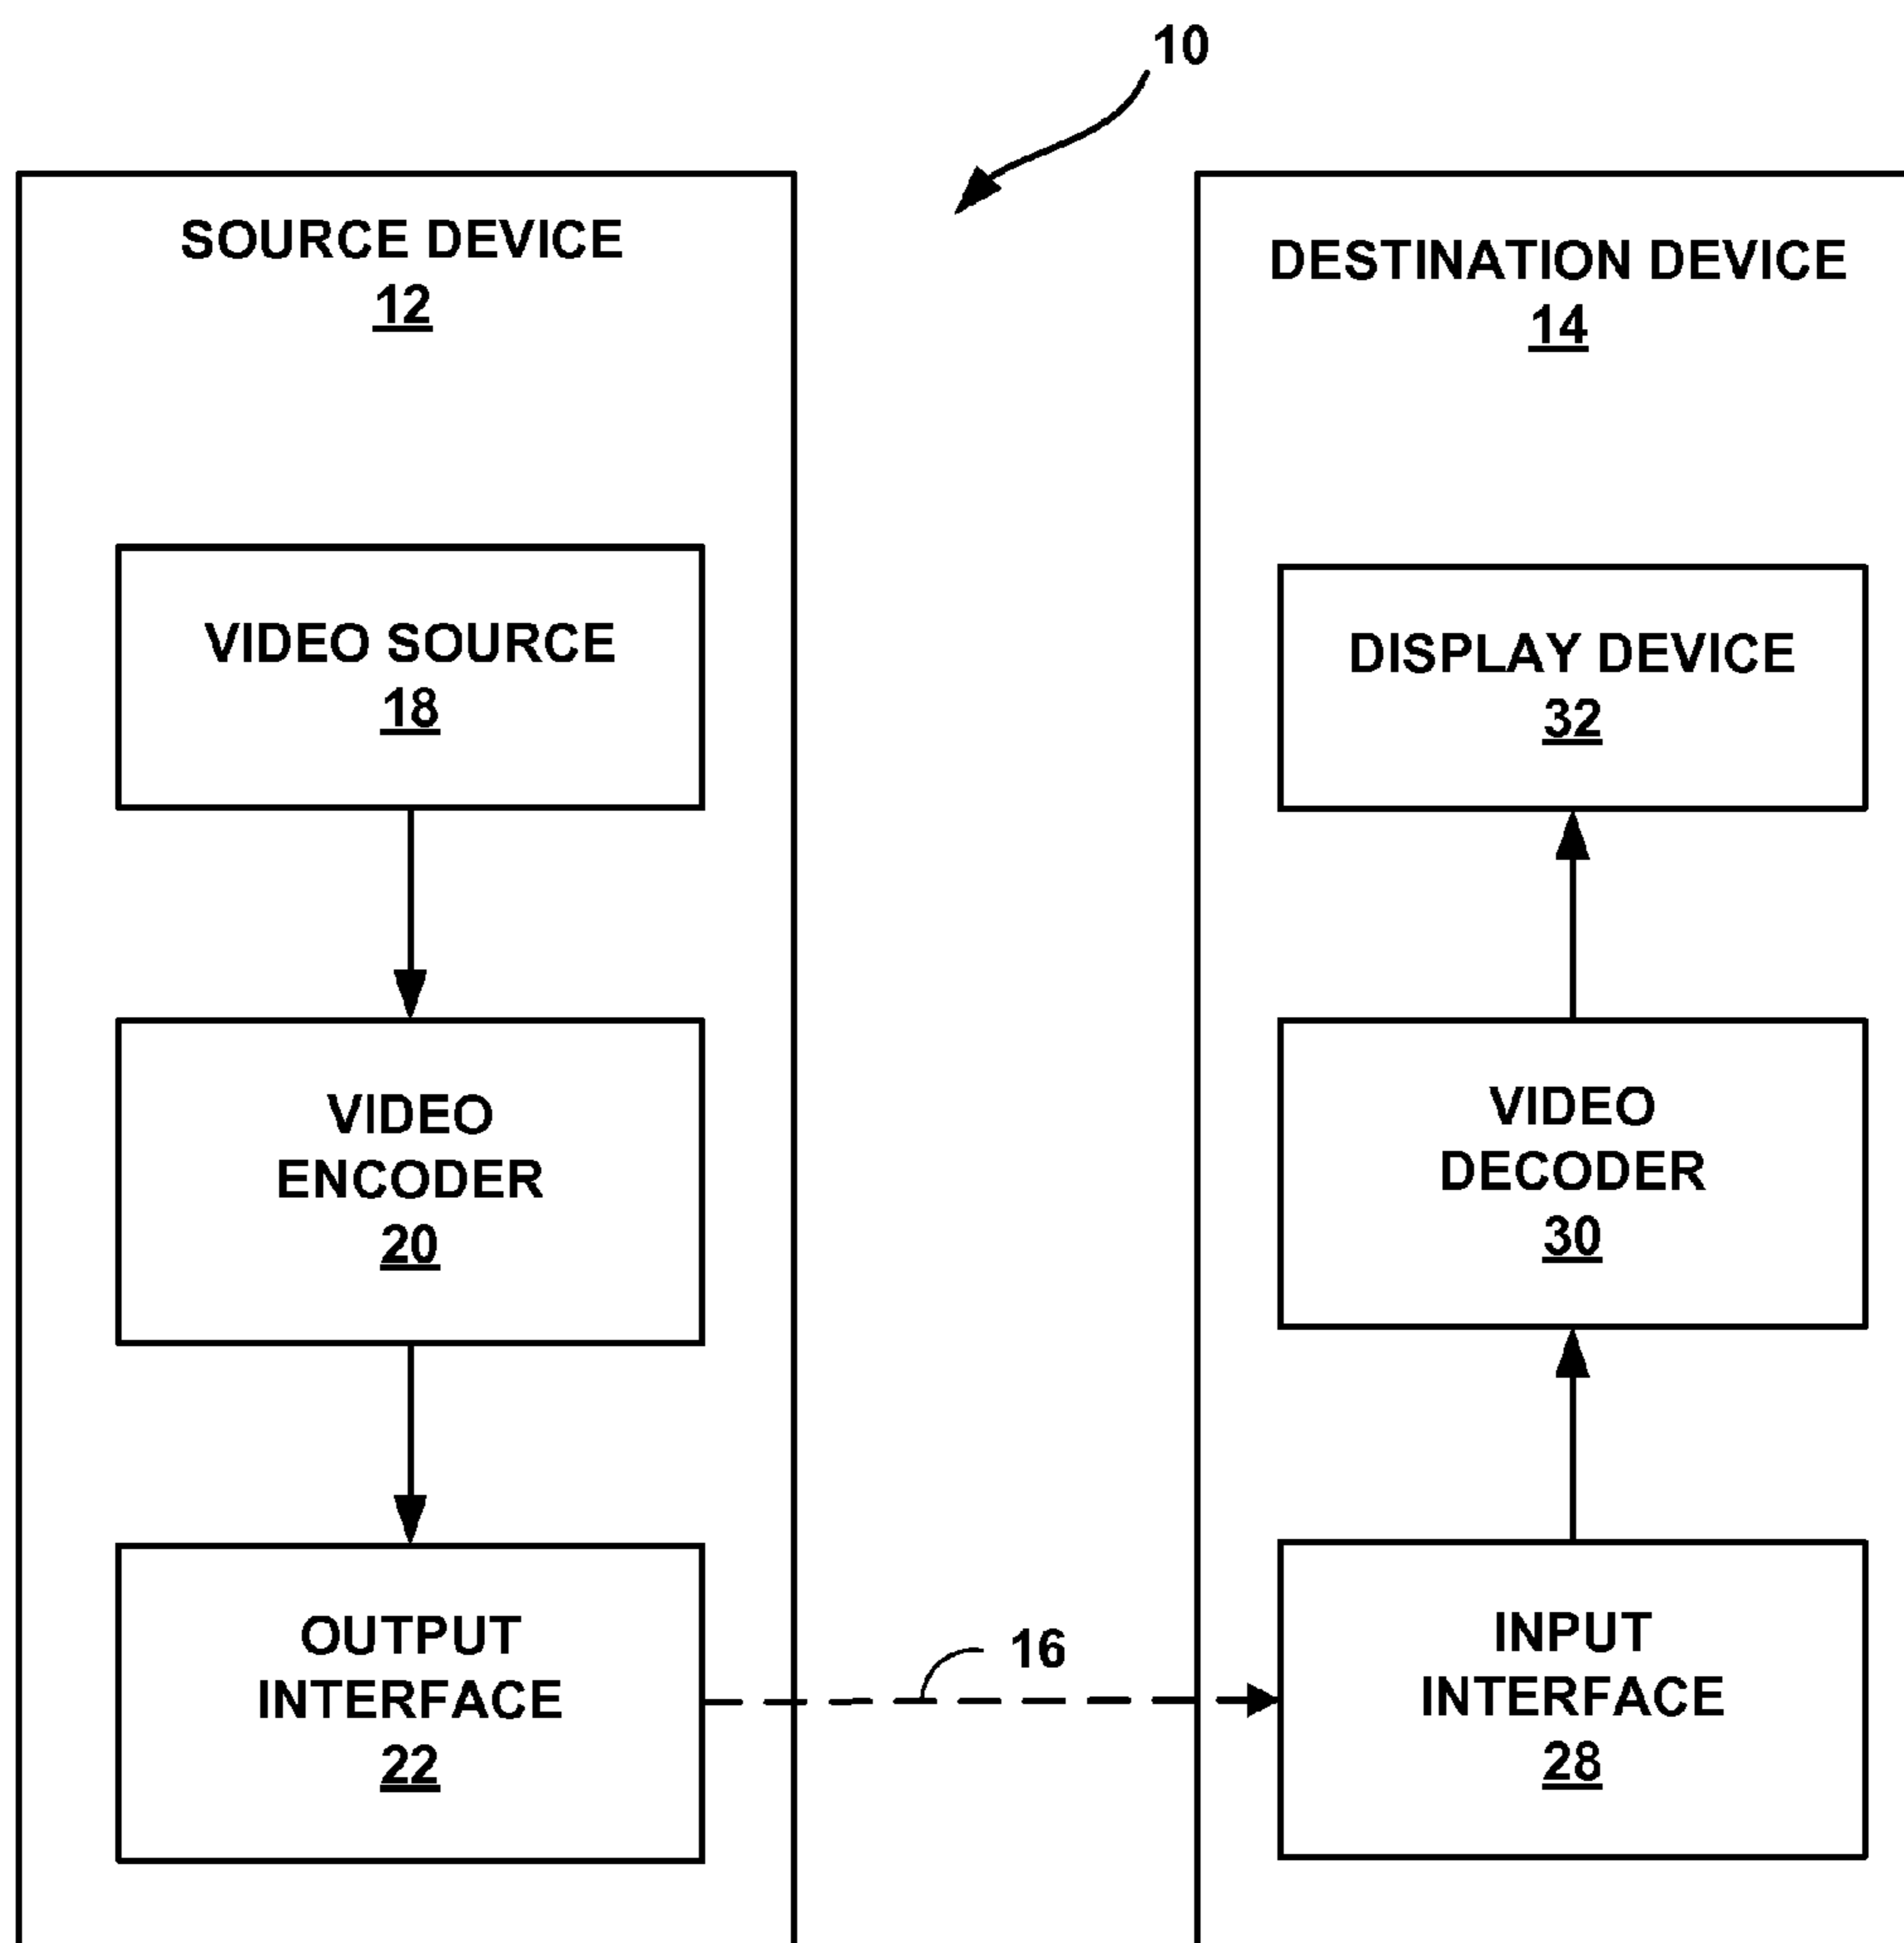 10
SOURCE DEVICE
12
VIDEO SOURCE
18
VIDEO
ENCODER
20
OUTPUT
INTERFACE
22
16
DESTINATION DEVICE
14
DISPLAY DEVICE
32
VIDEO
DECODER
30
INPUT
INTERFACE
28